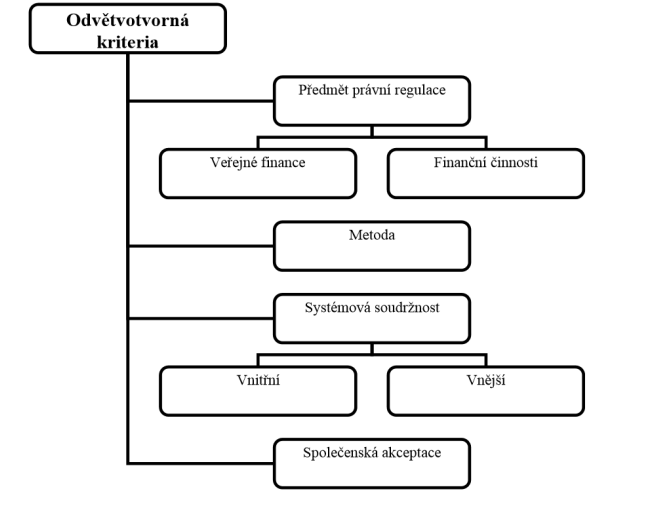 Odvětvotvorná
kriteria
Předmět právní regulace
Veřejné finance
Finanční činnosti
Metoda
Systémová soudržnost
Vnitřní
Vnější
Společenská akceptace